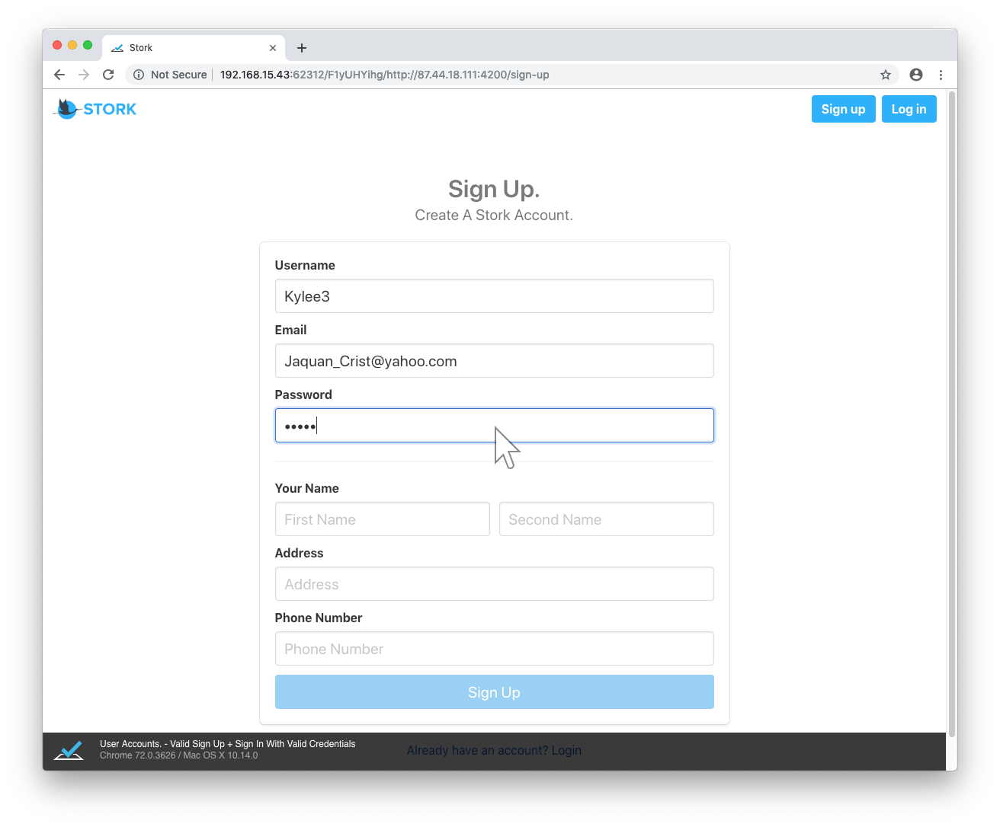 Stork
Not Secure | 192.168.15.43:62312/F1yUHYihg/http://87.44.18.111:4200/sign-up
STORK
Sign up
Log in
Sign Up.
Create A Stork Account.
Username
Kylee3
Email
Jaquan_Crist@yahoo.com
Password
•••••
Your Name
First Name
Second Name
Address
Address
Phone Number
Phone Number
Sign Up
User Accounts. - Valid Sign Up + Sign In With Valid Credentials
Chrome 72.0.3626 / Mac OS X 10.14.0
Already have an account? Login